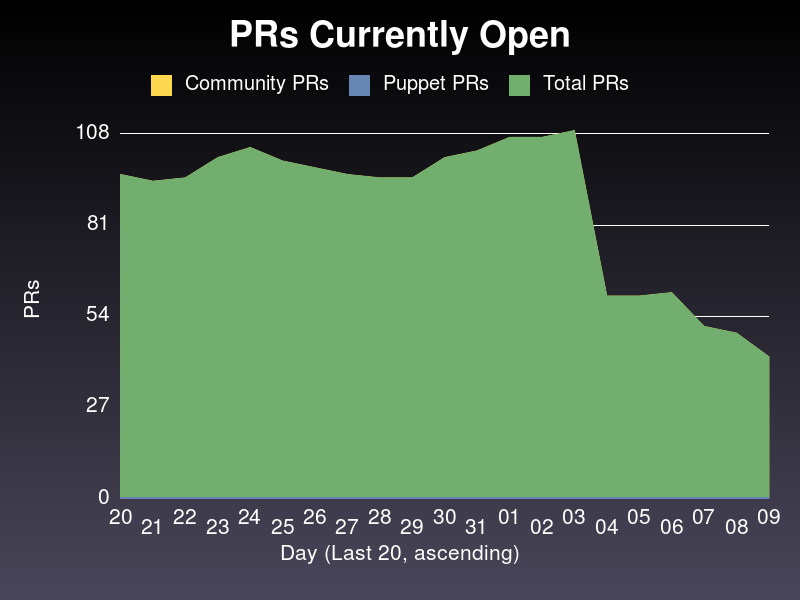 PRs Currently Open
Community PRs Puppet PRs Total PRs
108
81
54
27
0
PRs
20 21 22 23 24 25 26 27 28 29 30 31 01 02 03 04 05 06 07 08 09
Day (Last 20, ascending)